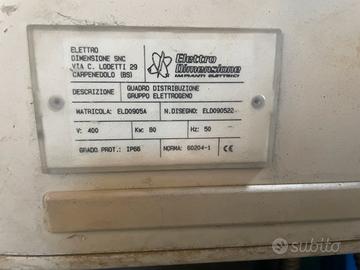 ELETTRO
DIMENSIONE SNC
VIA C. LODETTI 29
CARPENEDOLO (BS)
Elettro
Dimensione
IMPIANTI ELETTRICI
DESCRIZIONE
QUADRO DISTRIBUZIONE
GRUPPO ELETTROGENO
MATRICOLA: ELD0905A
N.DISEGNO: ELD090522
V: 400
Kw: 80
Hz: 50
GRADO PROT.: IP66
NORMA: 60204-1
CE
subito